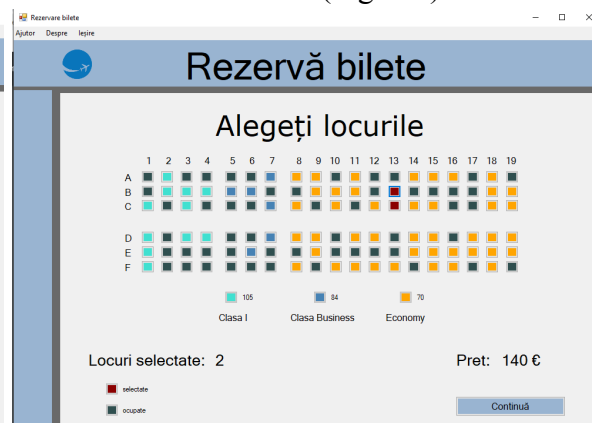 Rezervare bilete
Ajutor Despre Ieșire
Rezervă bilete
Alegeți locurile
1 2 3 4 5 6 7 8 9 10 11 12 13 14 15 16 17 18 19
A
B
C
D
E
F
105 84 70
Clasa I Clasa Business Economy
Locuri selectate: 2 Pret: 140 €
selectate
ocupate
Continuă